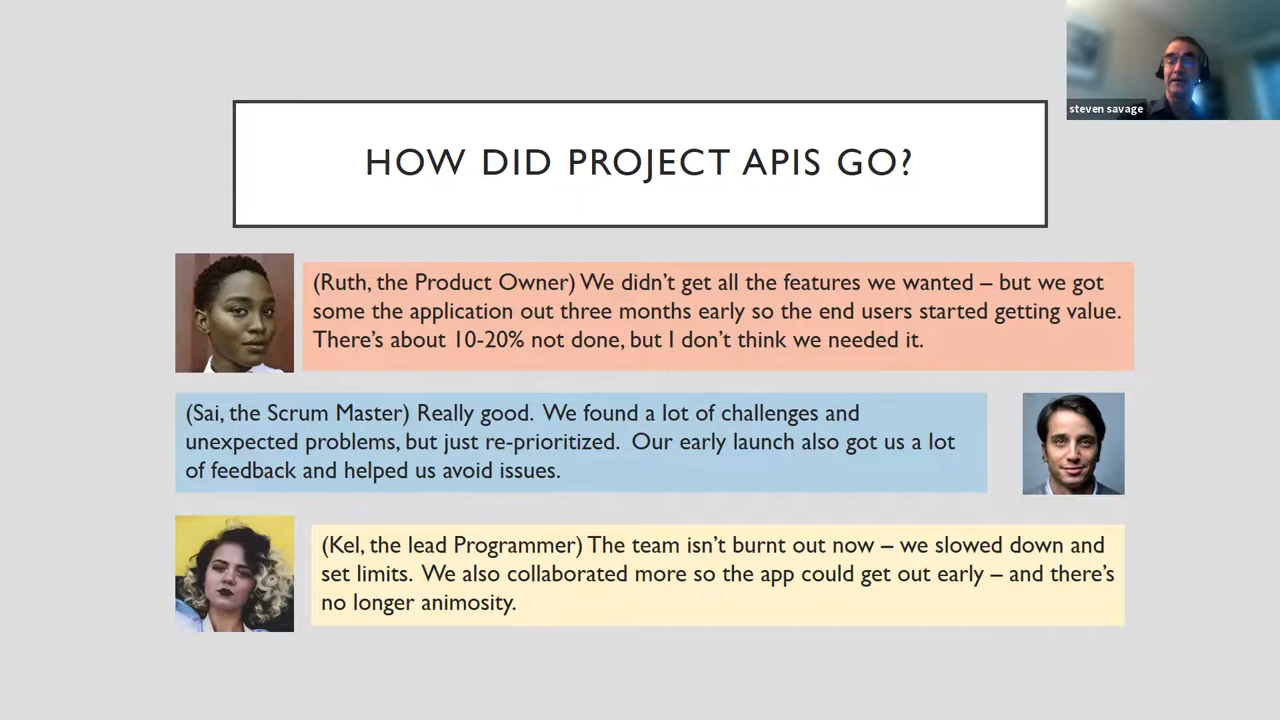 steven savage
HOW DID PROJECT APIS GO?
(Ruth, the Product Owner) We didn't get all the features we wanted – but we got
some the application out three months early so the end users started getting value.
There's about 10-20% not done, but I don't think we needed it.
(Sai, the Scrum Master) Really good. We found a lot of challenges and
unexpected problems, but just re-prioritized. Our early launch also got us a lot
of feedback and helped us avoid issues.
(Kel, the lead Programmer) The team isn't burnt out now – we slowed down and
set limits. We also collaborated more so the app could get out early – and there's
no longer animosity.